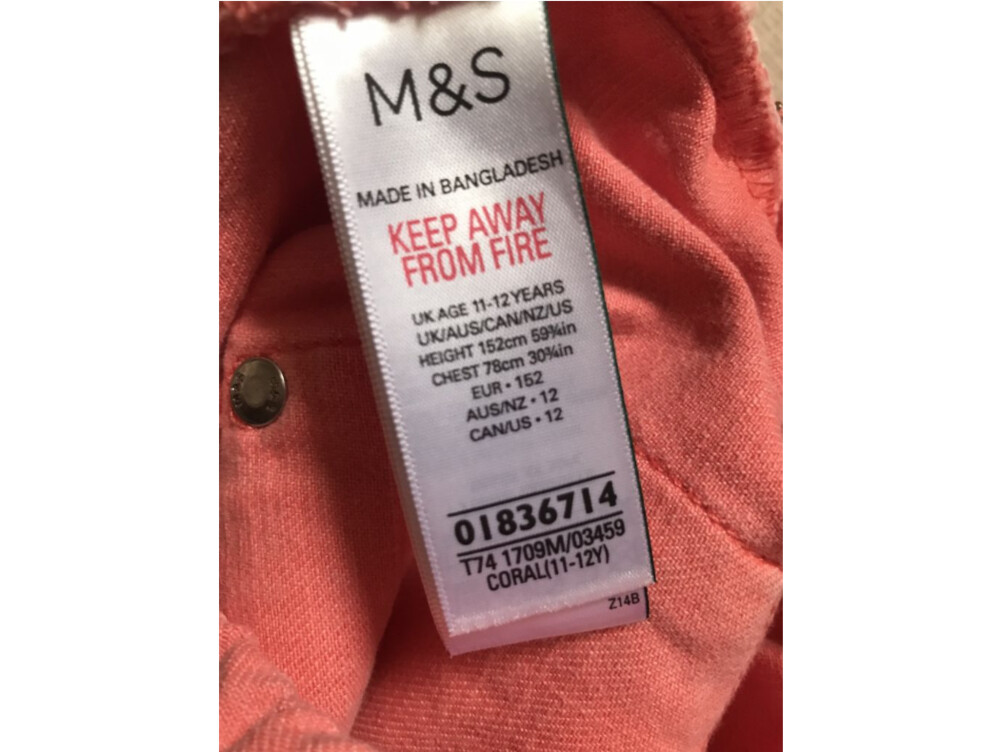 M&S
MADE IN BANGLADESH
KEEP AWAY
FROM FIRE
UK AGE 11-12 YEARS
UK/AUS/CAN/NZ/US
HEIGHT 152cm 59¾in
CHEST 78cm 30¾in
EUR • 152
AUS/NZ • 12
CAN/US • 12
01836714
T74 1709M/03459
CORAL(11-12Y)
Z14B